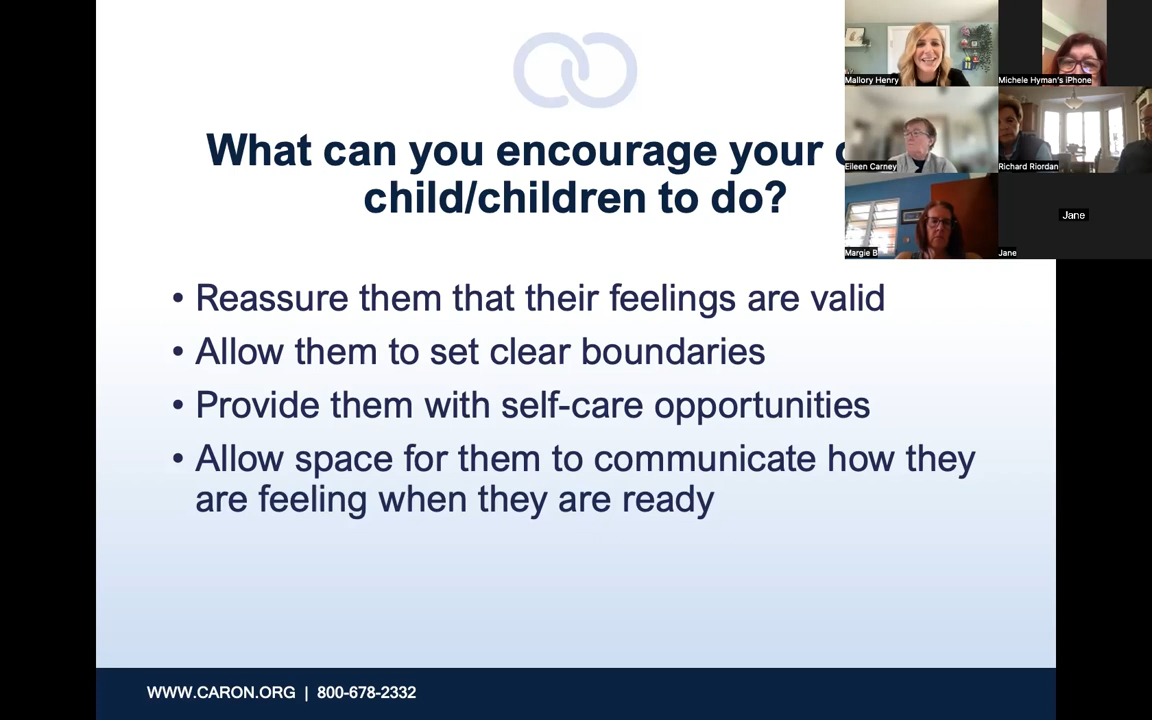 What can you encourage your
child/children to do?
• Reassure them that their feelings are valid
• Allow them to set clear boundaries
• Provide them with self-care opportunities
• Allow space for them to communicate how they
are feeling when they are ready
WWW.CARON.ORG | 800-678-2332
Mallory Henry
Michele Hyman's iPhone
Eileen Carney
Richard Riordan
Margie B
Jane
Jane